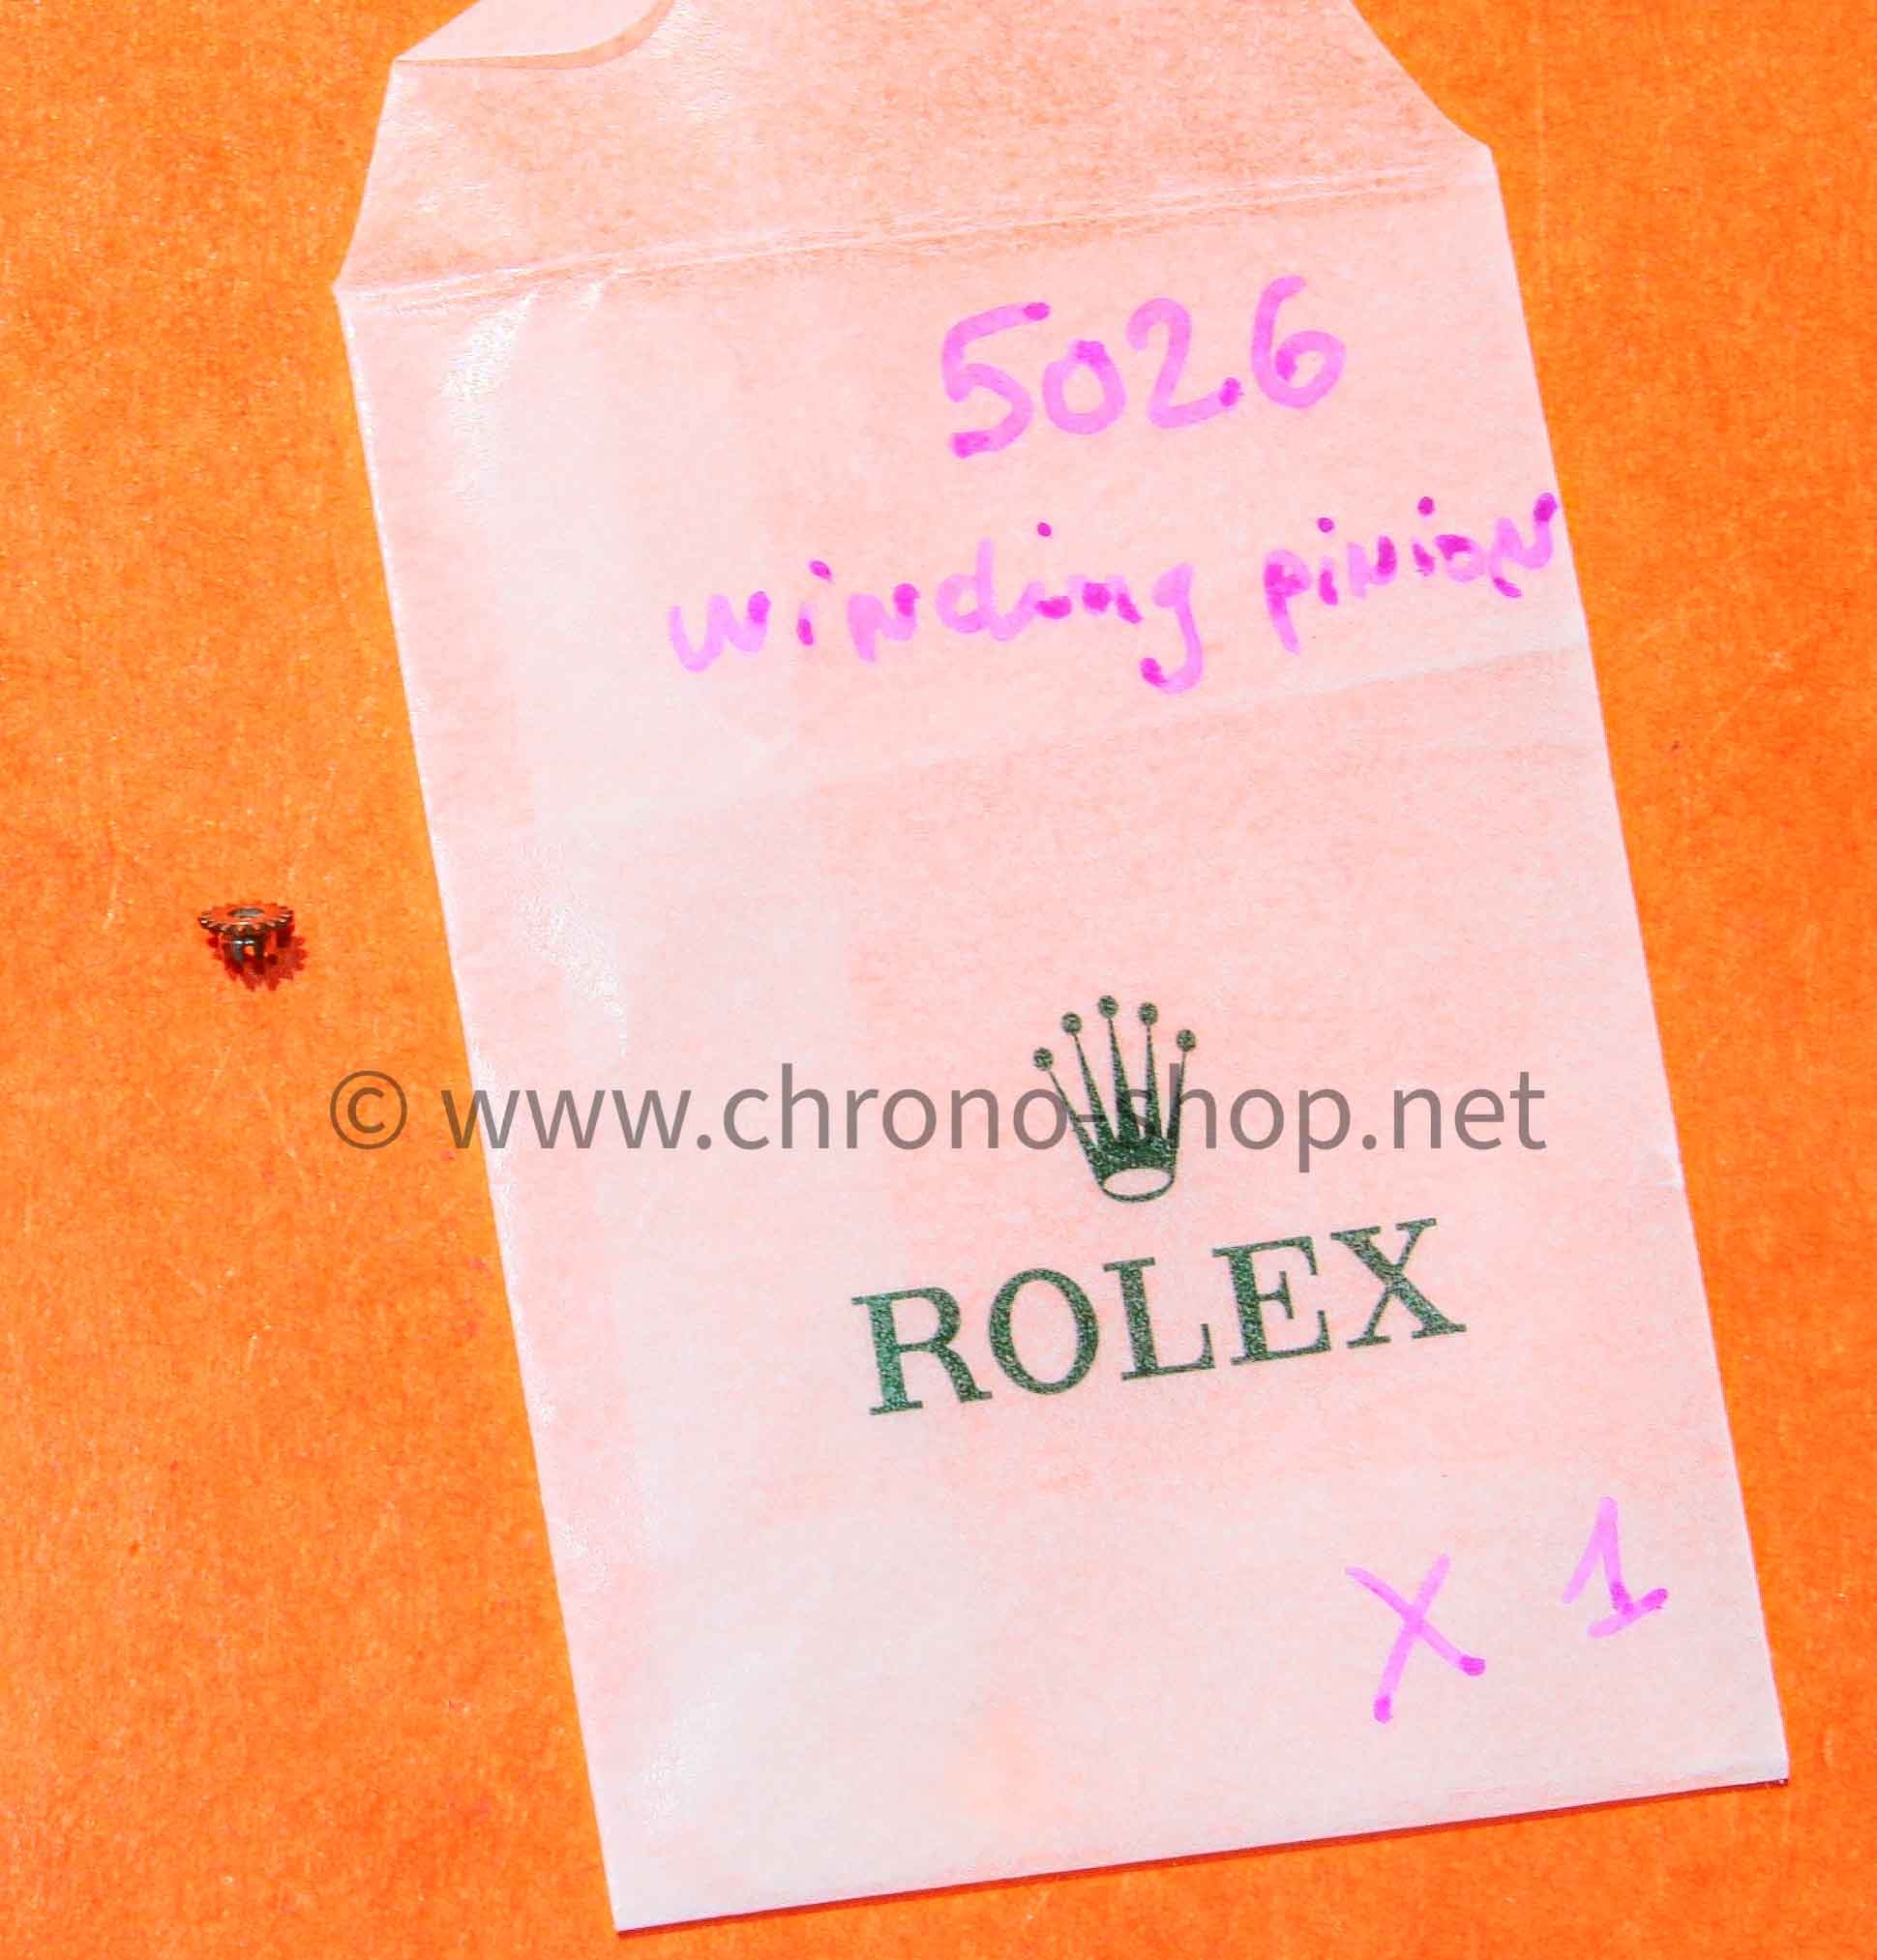 5026
winding pinion
© www.chrono-shop.net
ROLEX
X 1